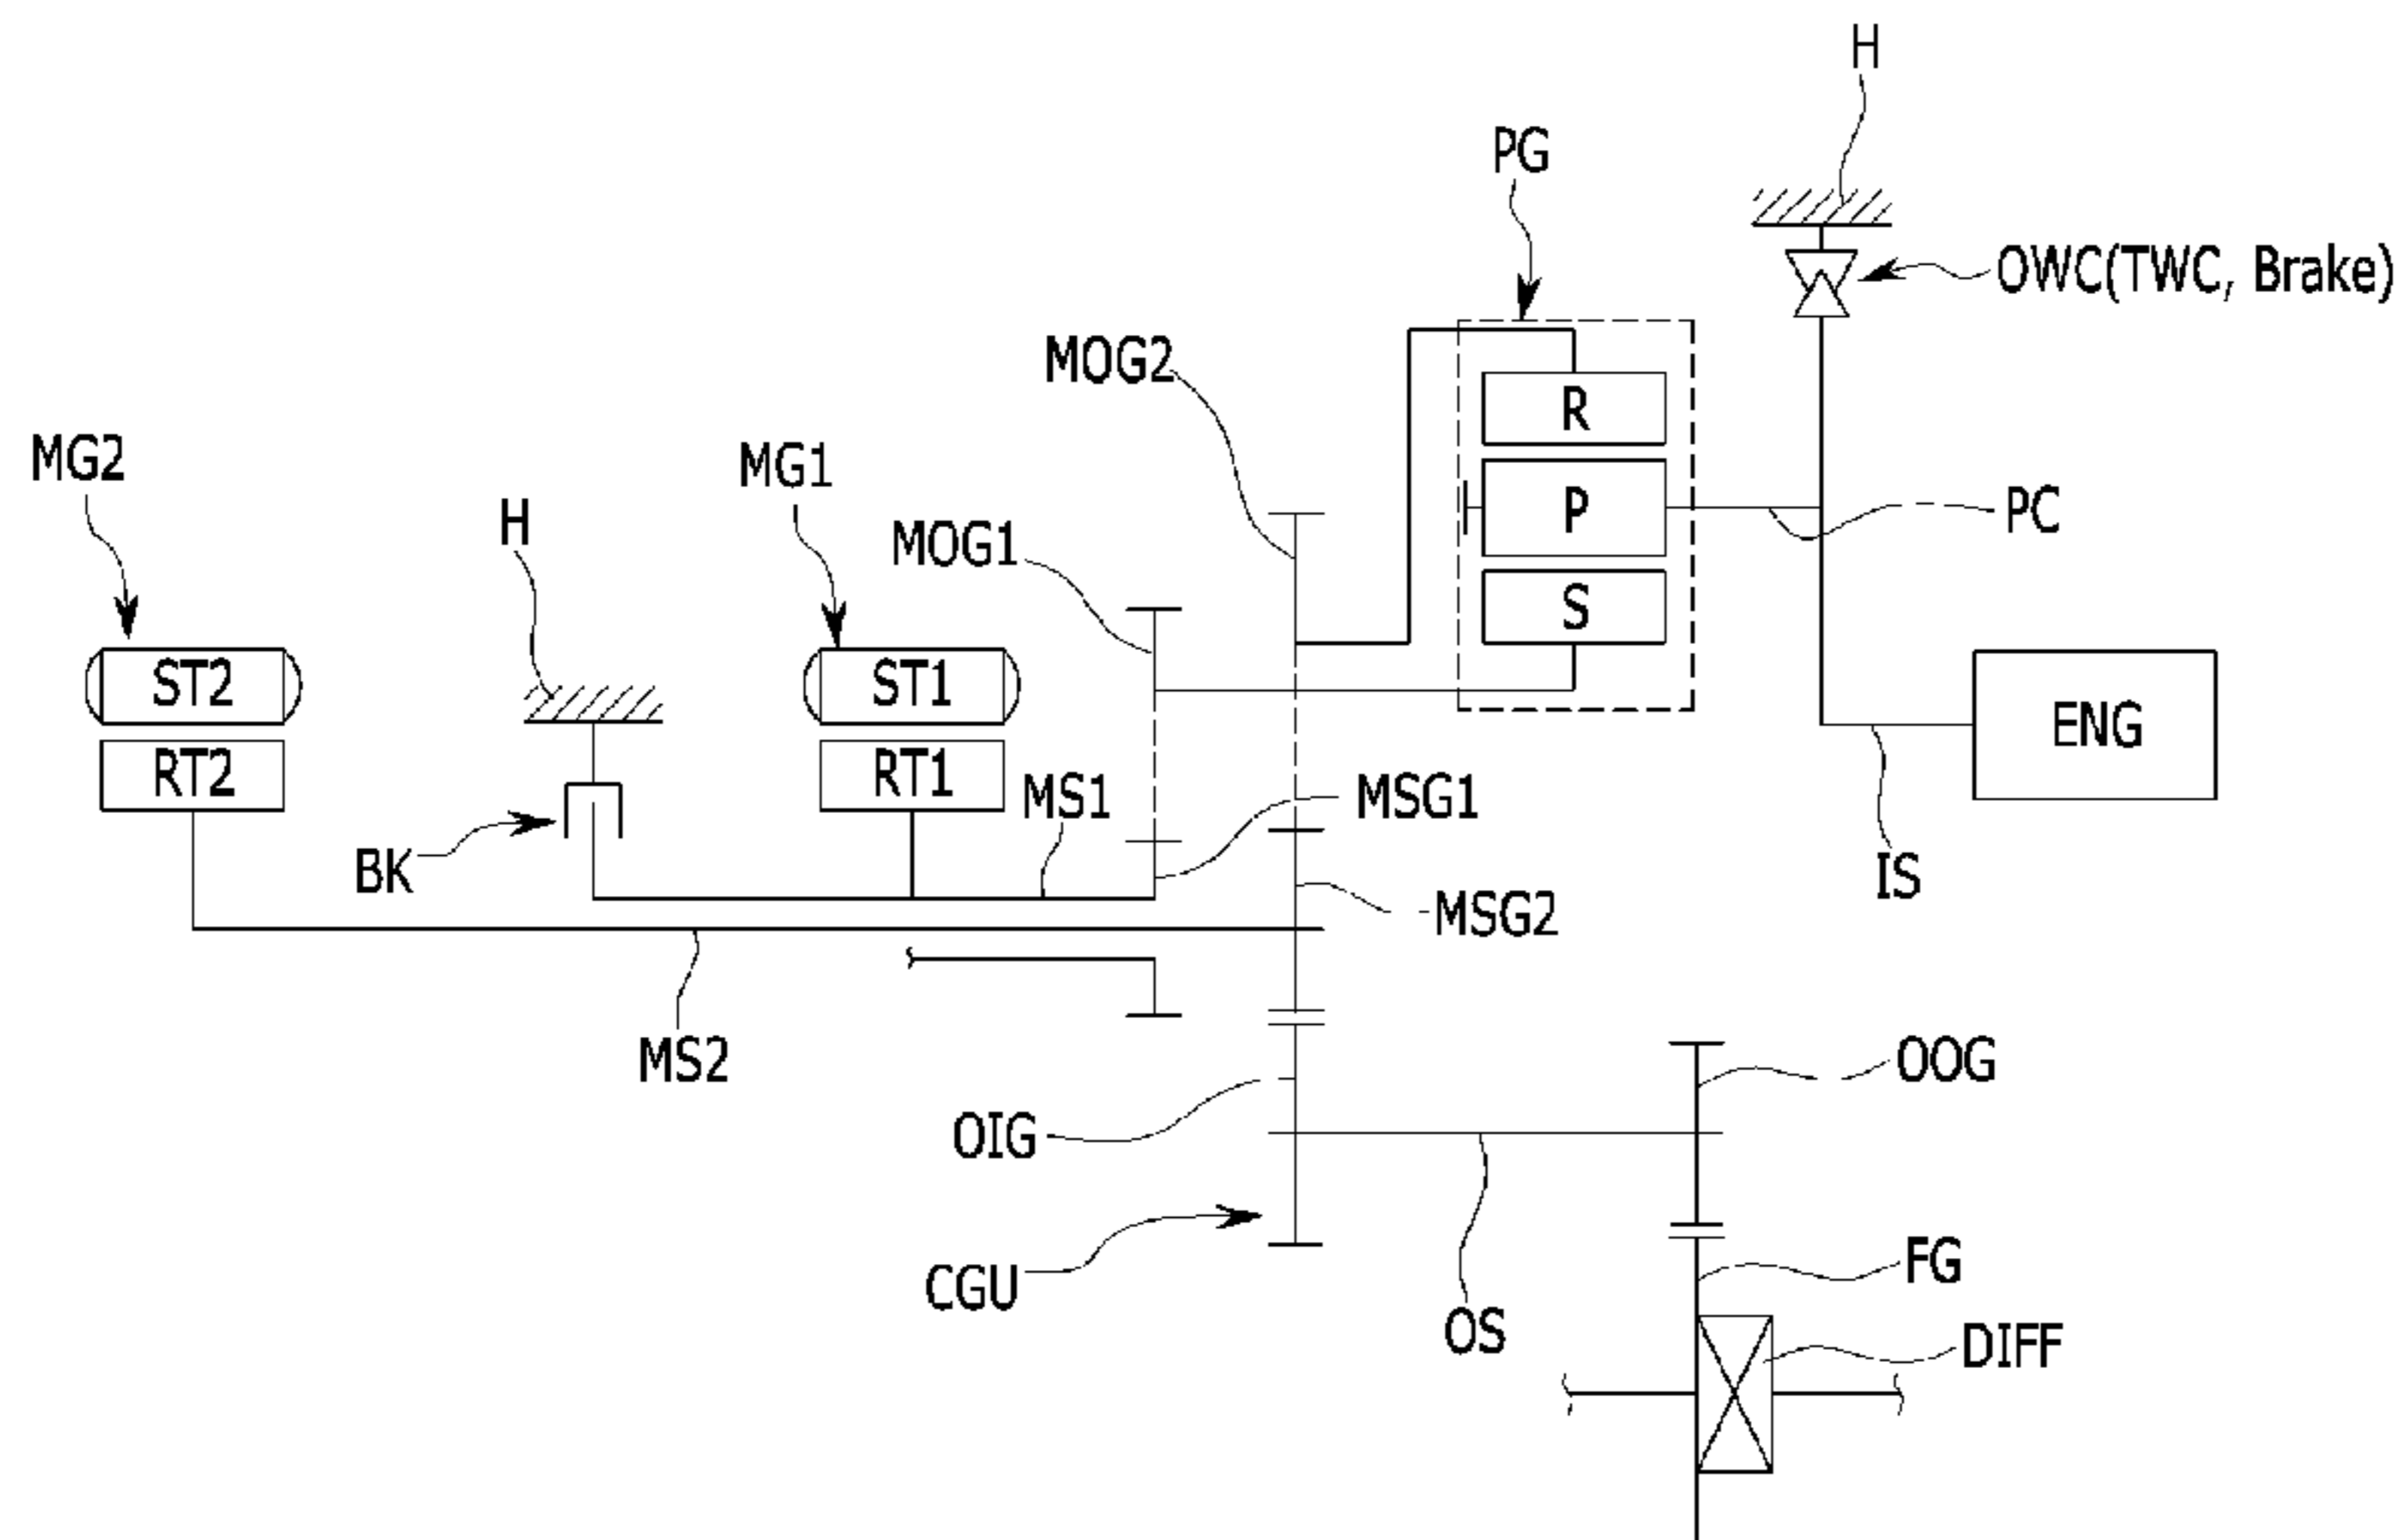 H
PG
OWC(TWC, Brake)
MOG2
R
MG2
MG1
H
MOG1
P
PC
S
ST2
ST1
ENG
RT2
RT1
MS1
MSG1
BK
IS
MSG2
MS2
OOG
OIG
FG
CGU
OS
DIFF